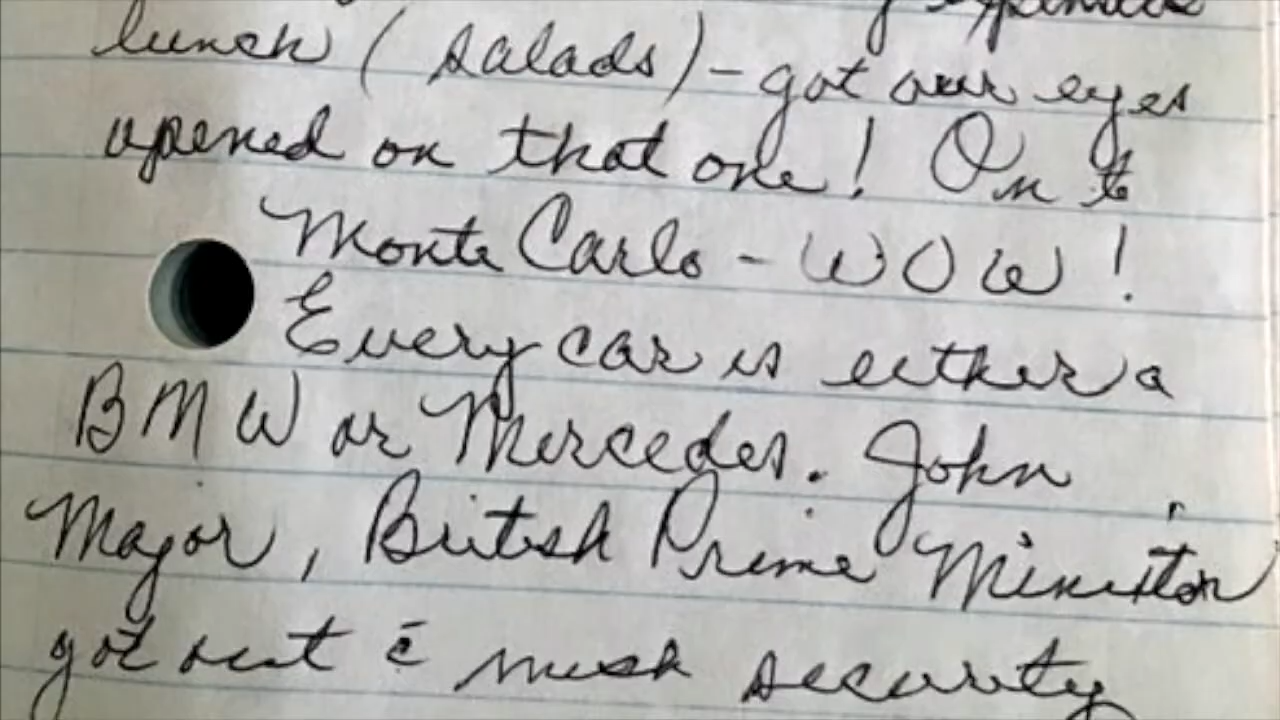 expensive
lunch (salads) - got our eyes
opened on that one! On to
Monte Carlo - WOW!
Every car is either a
BMW or Mercedes. John
Major, British Prime Minister
got out c̄ much security